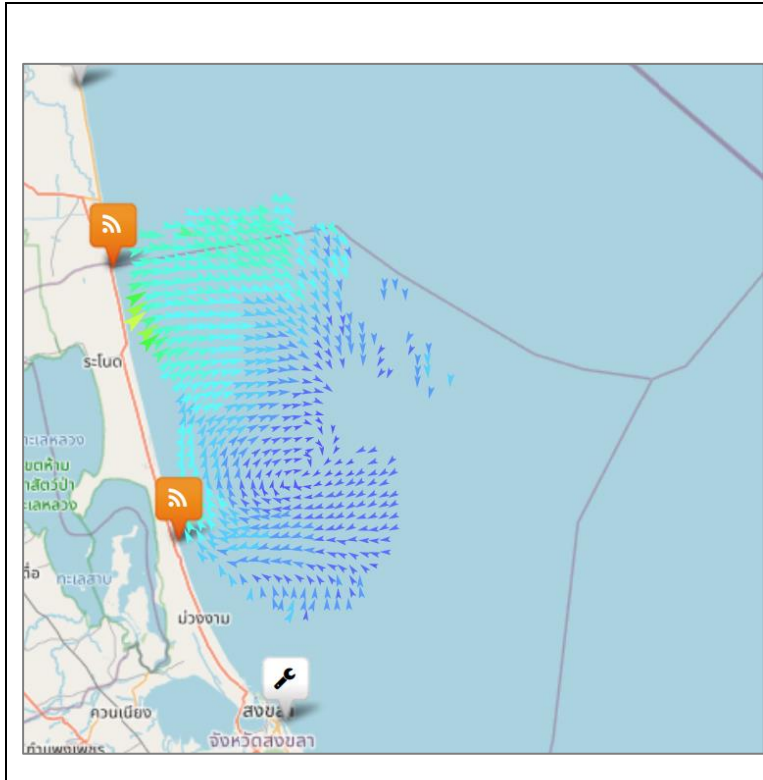 ระโนด
ทะเลหลวง
ขตห้าม
าสัตว์ป่า
ะเลหลวง
ทะเลสาบ
ม่วงงาม
ควนเนียง
สงขลา
จังหวัดสงขลา